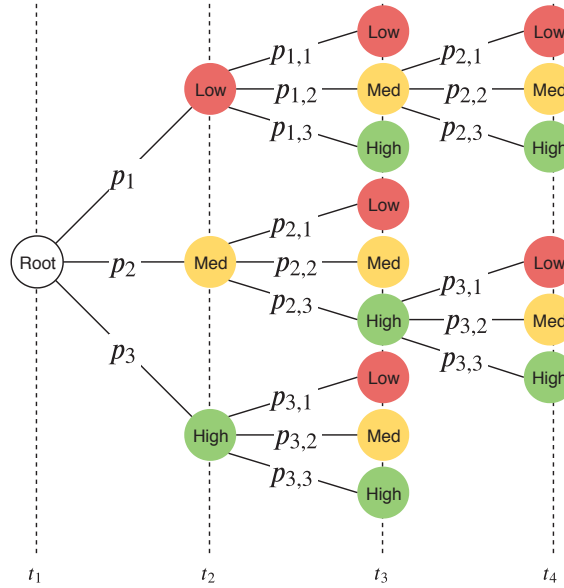 Low Low
p1,1 p2,1
Low p1,2 Med p2,2 Med
p1,3 p2,3
High High
p1
Low
p2,1
Root p2 Med p2,2 Med Low
p3,1
p2,3 High p3,2 Med
p3
p3,3
Low High
p3,1
High p3,2 Med
p3,3
High
t1 t2 t3 t4